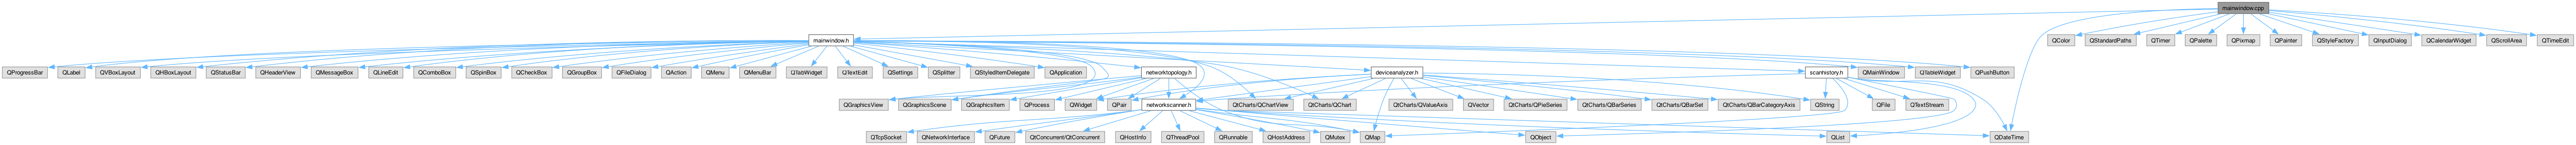 mainwindow.cpp
mainwindow.h
QColor
QStandardPaths
QTimer
QPalette
QPixmap
QPainter
QStyleFactory
QInputDialog
QCalendarWidget
QScrollArea
QTimeEdit
QProgressBar
QLabel
QVBoxLayout
QHBoxLayout
QStatusBar
QHeaderView
QMessageBox
QLineEdit
QComboBox
QSpinBox
QCheckBox
QGroupBox
QFileDialog
QAction
QMenu
QMenuBar
QTabWidget
QTextEdit
QSettings
QSplitter
QStyledItemDelegate
QApplication
networktopology.h
deviceanalyzer.h
scanhistory.h
QMainWindow
QTableWidget
QPushButton
QGraphicsView
QGraphicsScene
QGraphicsItem
QProcess
QWidget
QPair
networkscanner.h
QtCharts/QChartView
QtCharts/QChart
QtCharts/QValueAxis
QVector
QtCharts/QPieSeries
QtCharts/QBarSeries
QtCharts/QBarSet
QtCharts/QBarCategoryAxis
QString
QFile
QTextStream
QTcpSocket
QNetworkInterface
QFuture
QtConcurrent/QtConcurrent
QHostInfo
QThreadPool
QRunnable
QHostAddress
QMutex
QMap
QObject
QList
QDateTime